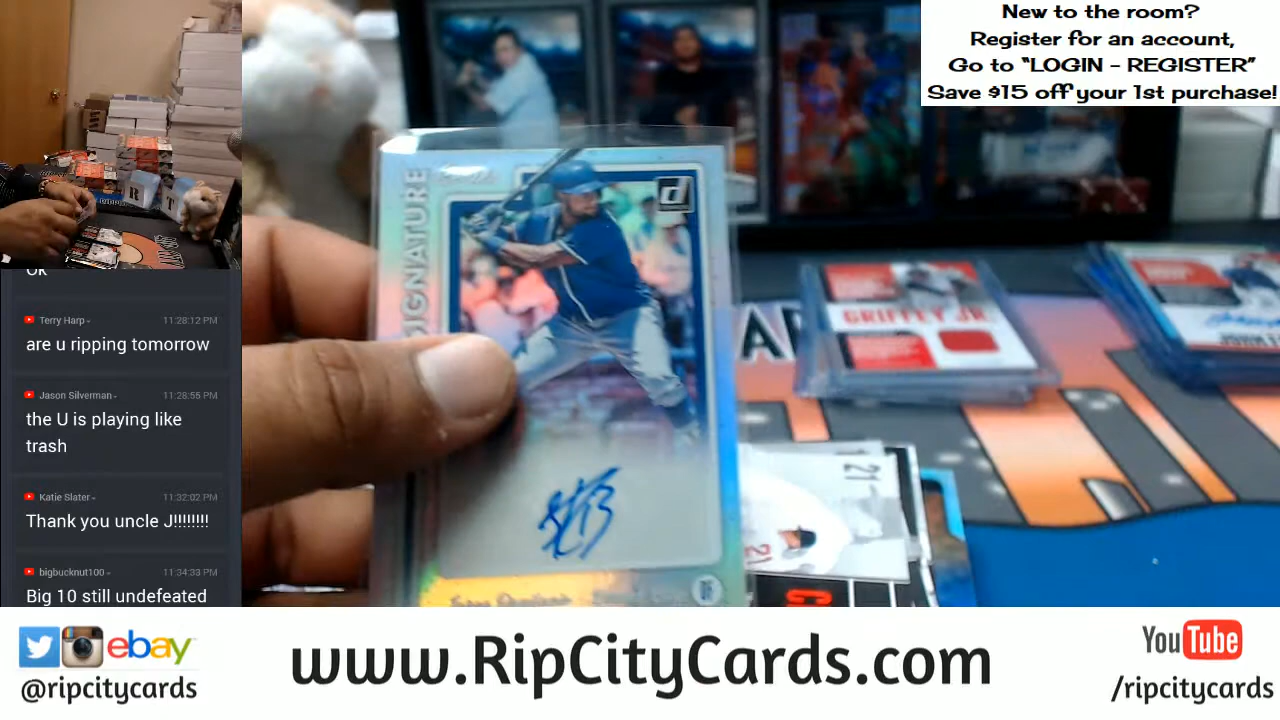 New to the room?
Register for an account,
Go to "LOGIN - REGISTER"
Save $15 off your 1st purchase!
R T
Ok
Terry Harp
11:28:12 PM
are u ripping tomorrow
Jason Silverman
11:28:55 PM
the U is playing like
trash
Katie Slater
11:32:02 PM
Thank you uncle J!!!!!!!!
bigbucknut100
11:34:33 PM
Big 10 still undefeated
SIGNATURE
d
GRIFFEY JR
JOHN
21
21
ebay
@ripcitycards
www.RipCityCards.com
YouTube
/ripcitycards